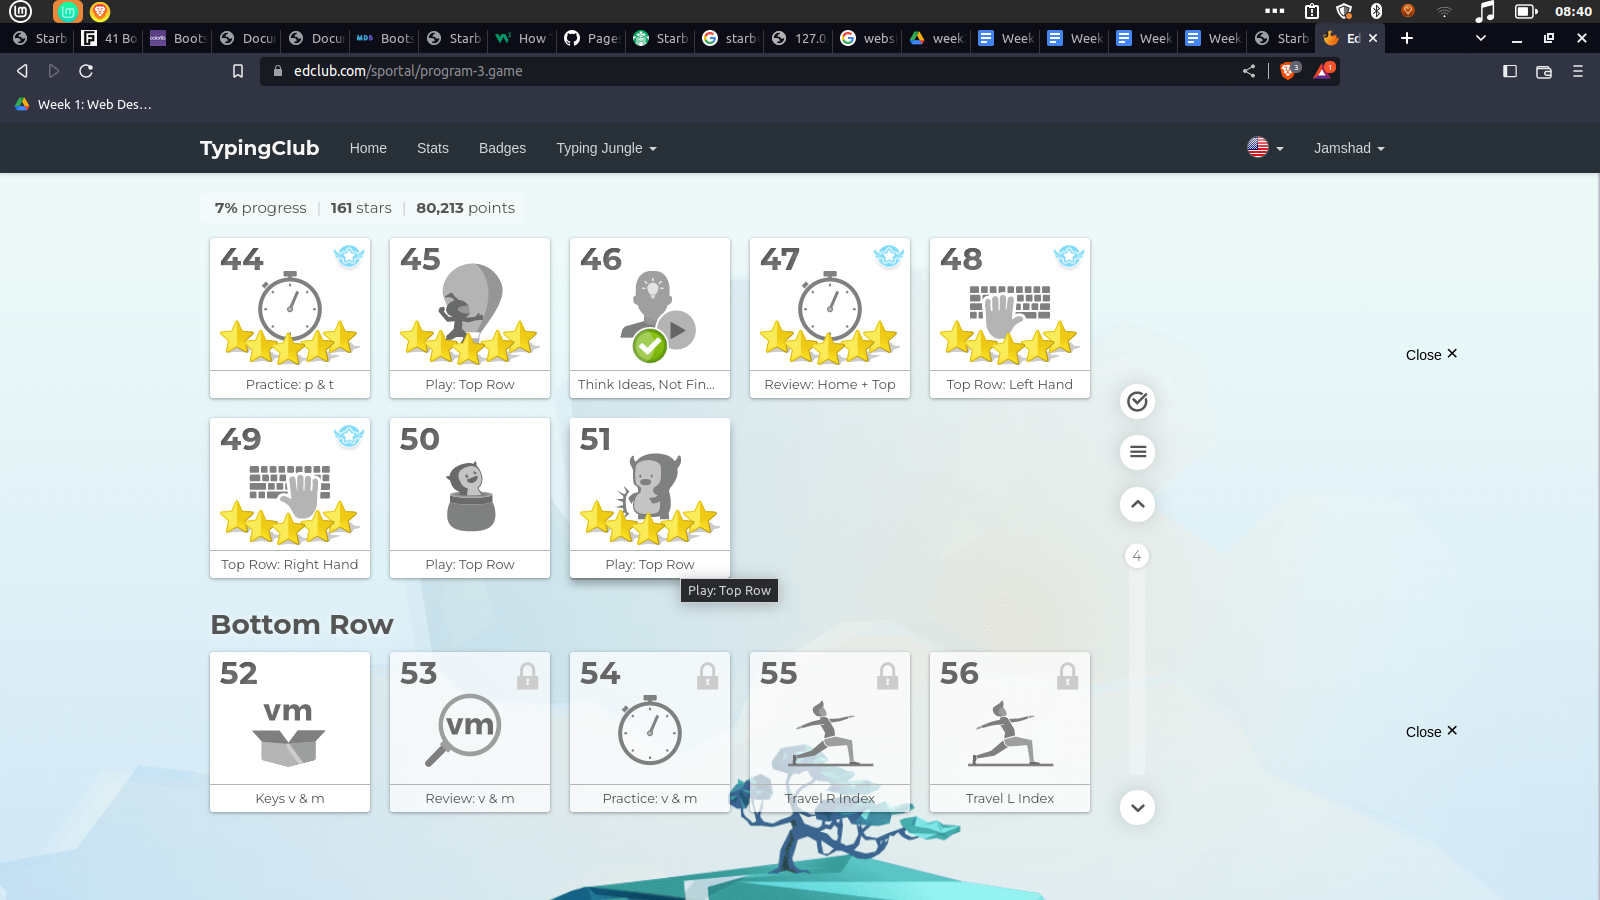 08:40
Starb
41 Bo
Boots
Docu
Docu
MDB Boots
Starb
How
Page
Starb
starb
127.0.
webs
week
Week
Week
Week
Week
Starb
Ed
edclub.com/sportal/program-3.game
3
1
Week 1: Web Des...
TypingClub
Home
Stats
Badges
Typing Jungle
Jamshad
7% progress | 161 stars | 80,213 points
44
45
46
47
48
Practice: p & t
Play: Top Row
Think Ideas, Not Fin...
Review: Home + Top
Top Row: Left Hand
Close ✕
49
50
51
Top Row: Right Hand
Play: Top Row
Play: Top Row
4
Play: Top Row
Bottom Row
52
53
54
55
56
vm
vm
Close ✕
Keys v & m
Review: v & m
Practice: v & m
Travel R Index
Travel L Index